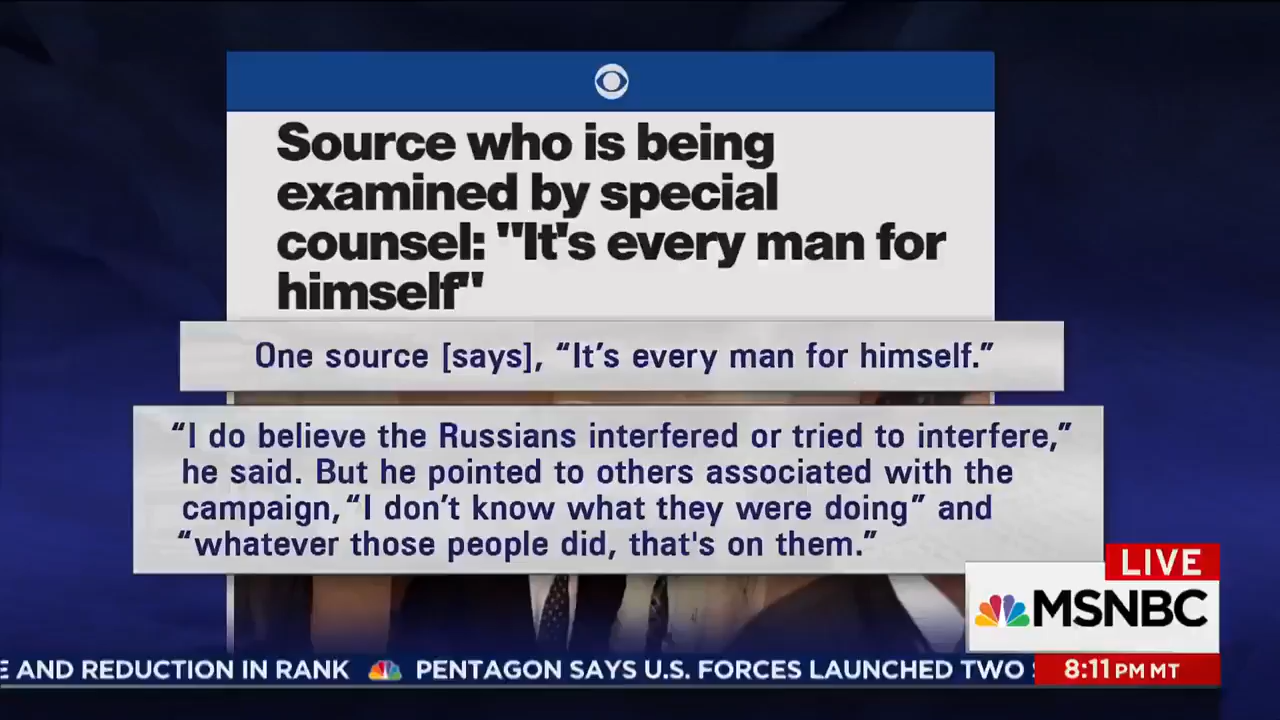 Source who is being
examined by special
counsel: "It's every man for
himself"
One source [says], “It’s every man for himself.”
“I do believe the Russians interfered or tried to interfere,”
he said. But he pointed to others associated with the
campaign, “I don’t know what they were doing” and
“whatever those people did, that's on them.”
LIVE
MSNBC
E AND REDUCTION IN RANK PENTAGON SAYS U.S. FORCES LAUNCHED TWO
8:11 PM MT